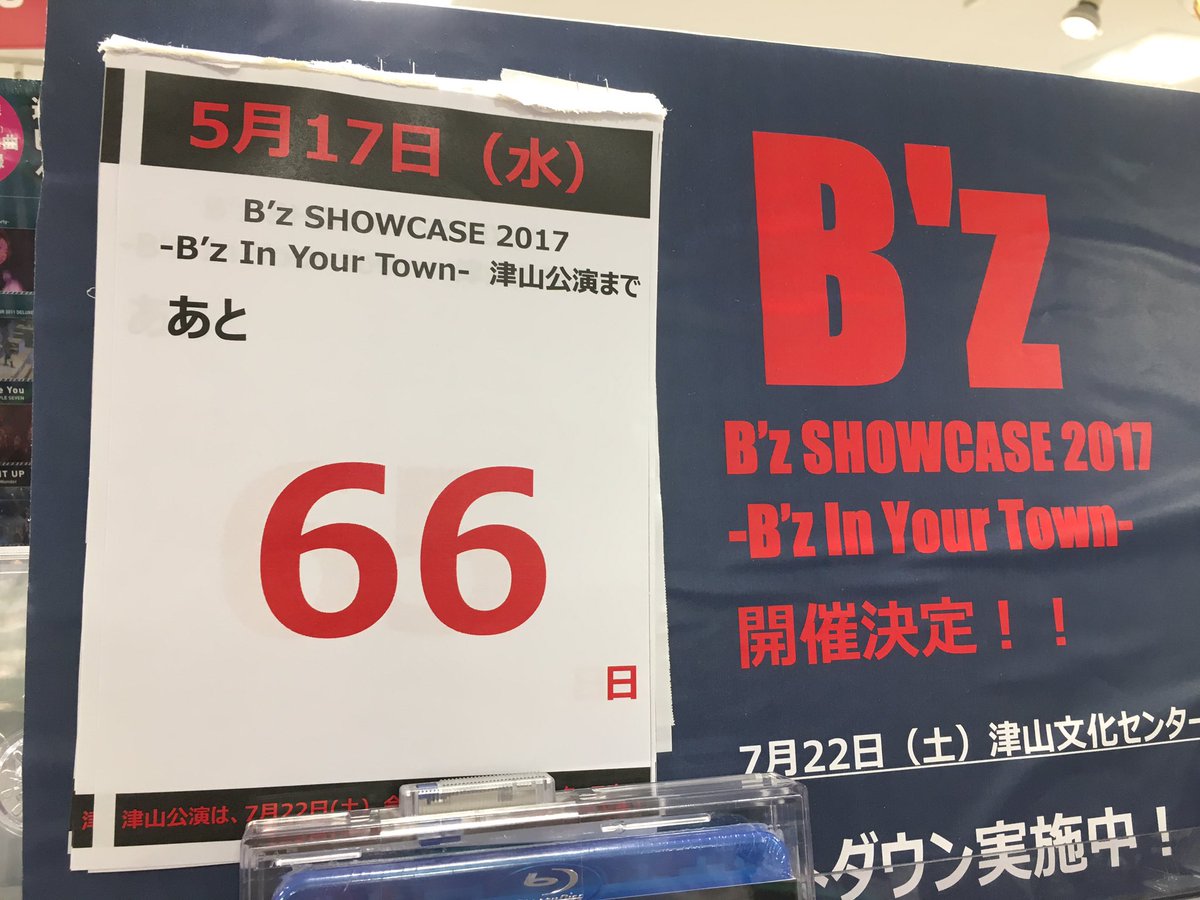 5月17日（水）
B’z SHOWCASE 2017
-B’z In Your Town- 津山公演まで
あと
66
日
津山公演は、7月22日(土)
B'z
B’z SHOWCASE 2017
-B’z In Your Town-
開催決定！！
7月22日（土）津山文化センター
ダウン実施中！
e You
IT UP